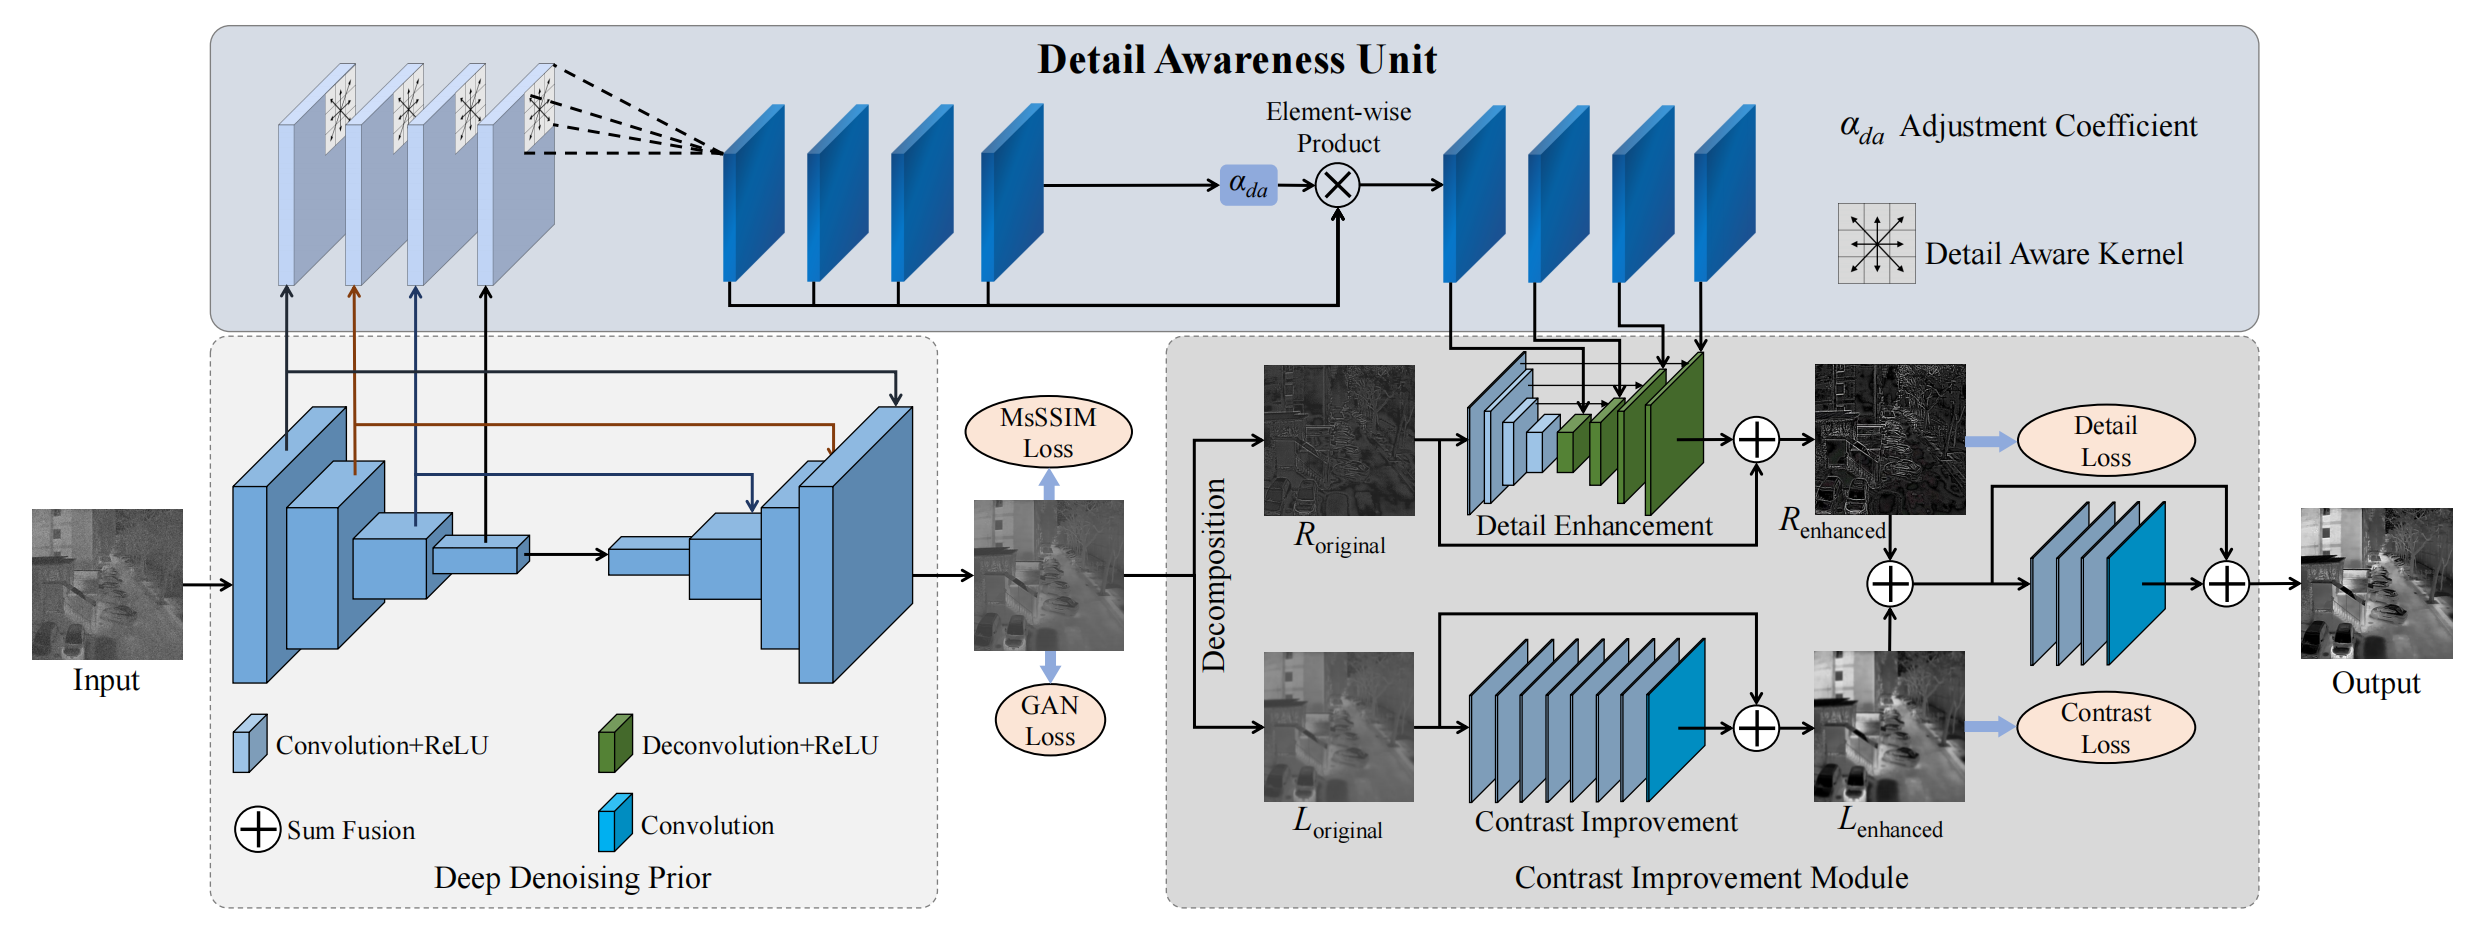 Detail Awareness Unit
Element-wise
Product
α_da
α_da Adjustment Coefficient
Detail Aware Kernel
MsSSIM
Loss
GAN
Loss
Input
Convolution+ReLU
Deconvolution+ReLU
Sum Fusion
Convolution
Deep Denoising Prior
Decomposition
R_original
Detail Enhancement
R_enhanced
Detail
Loss
L_original
Contrast Improvement
L_enhanced
Contrast
Loss
Contrast Improvement Module
Output